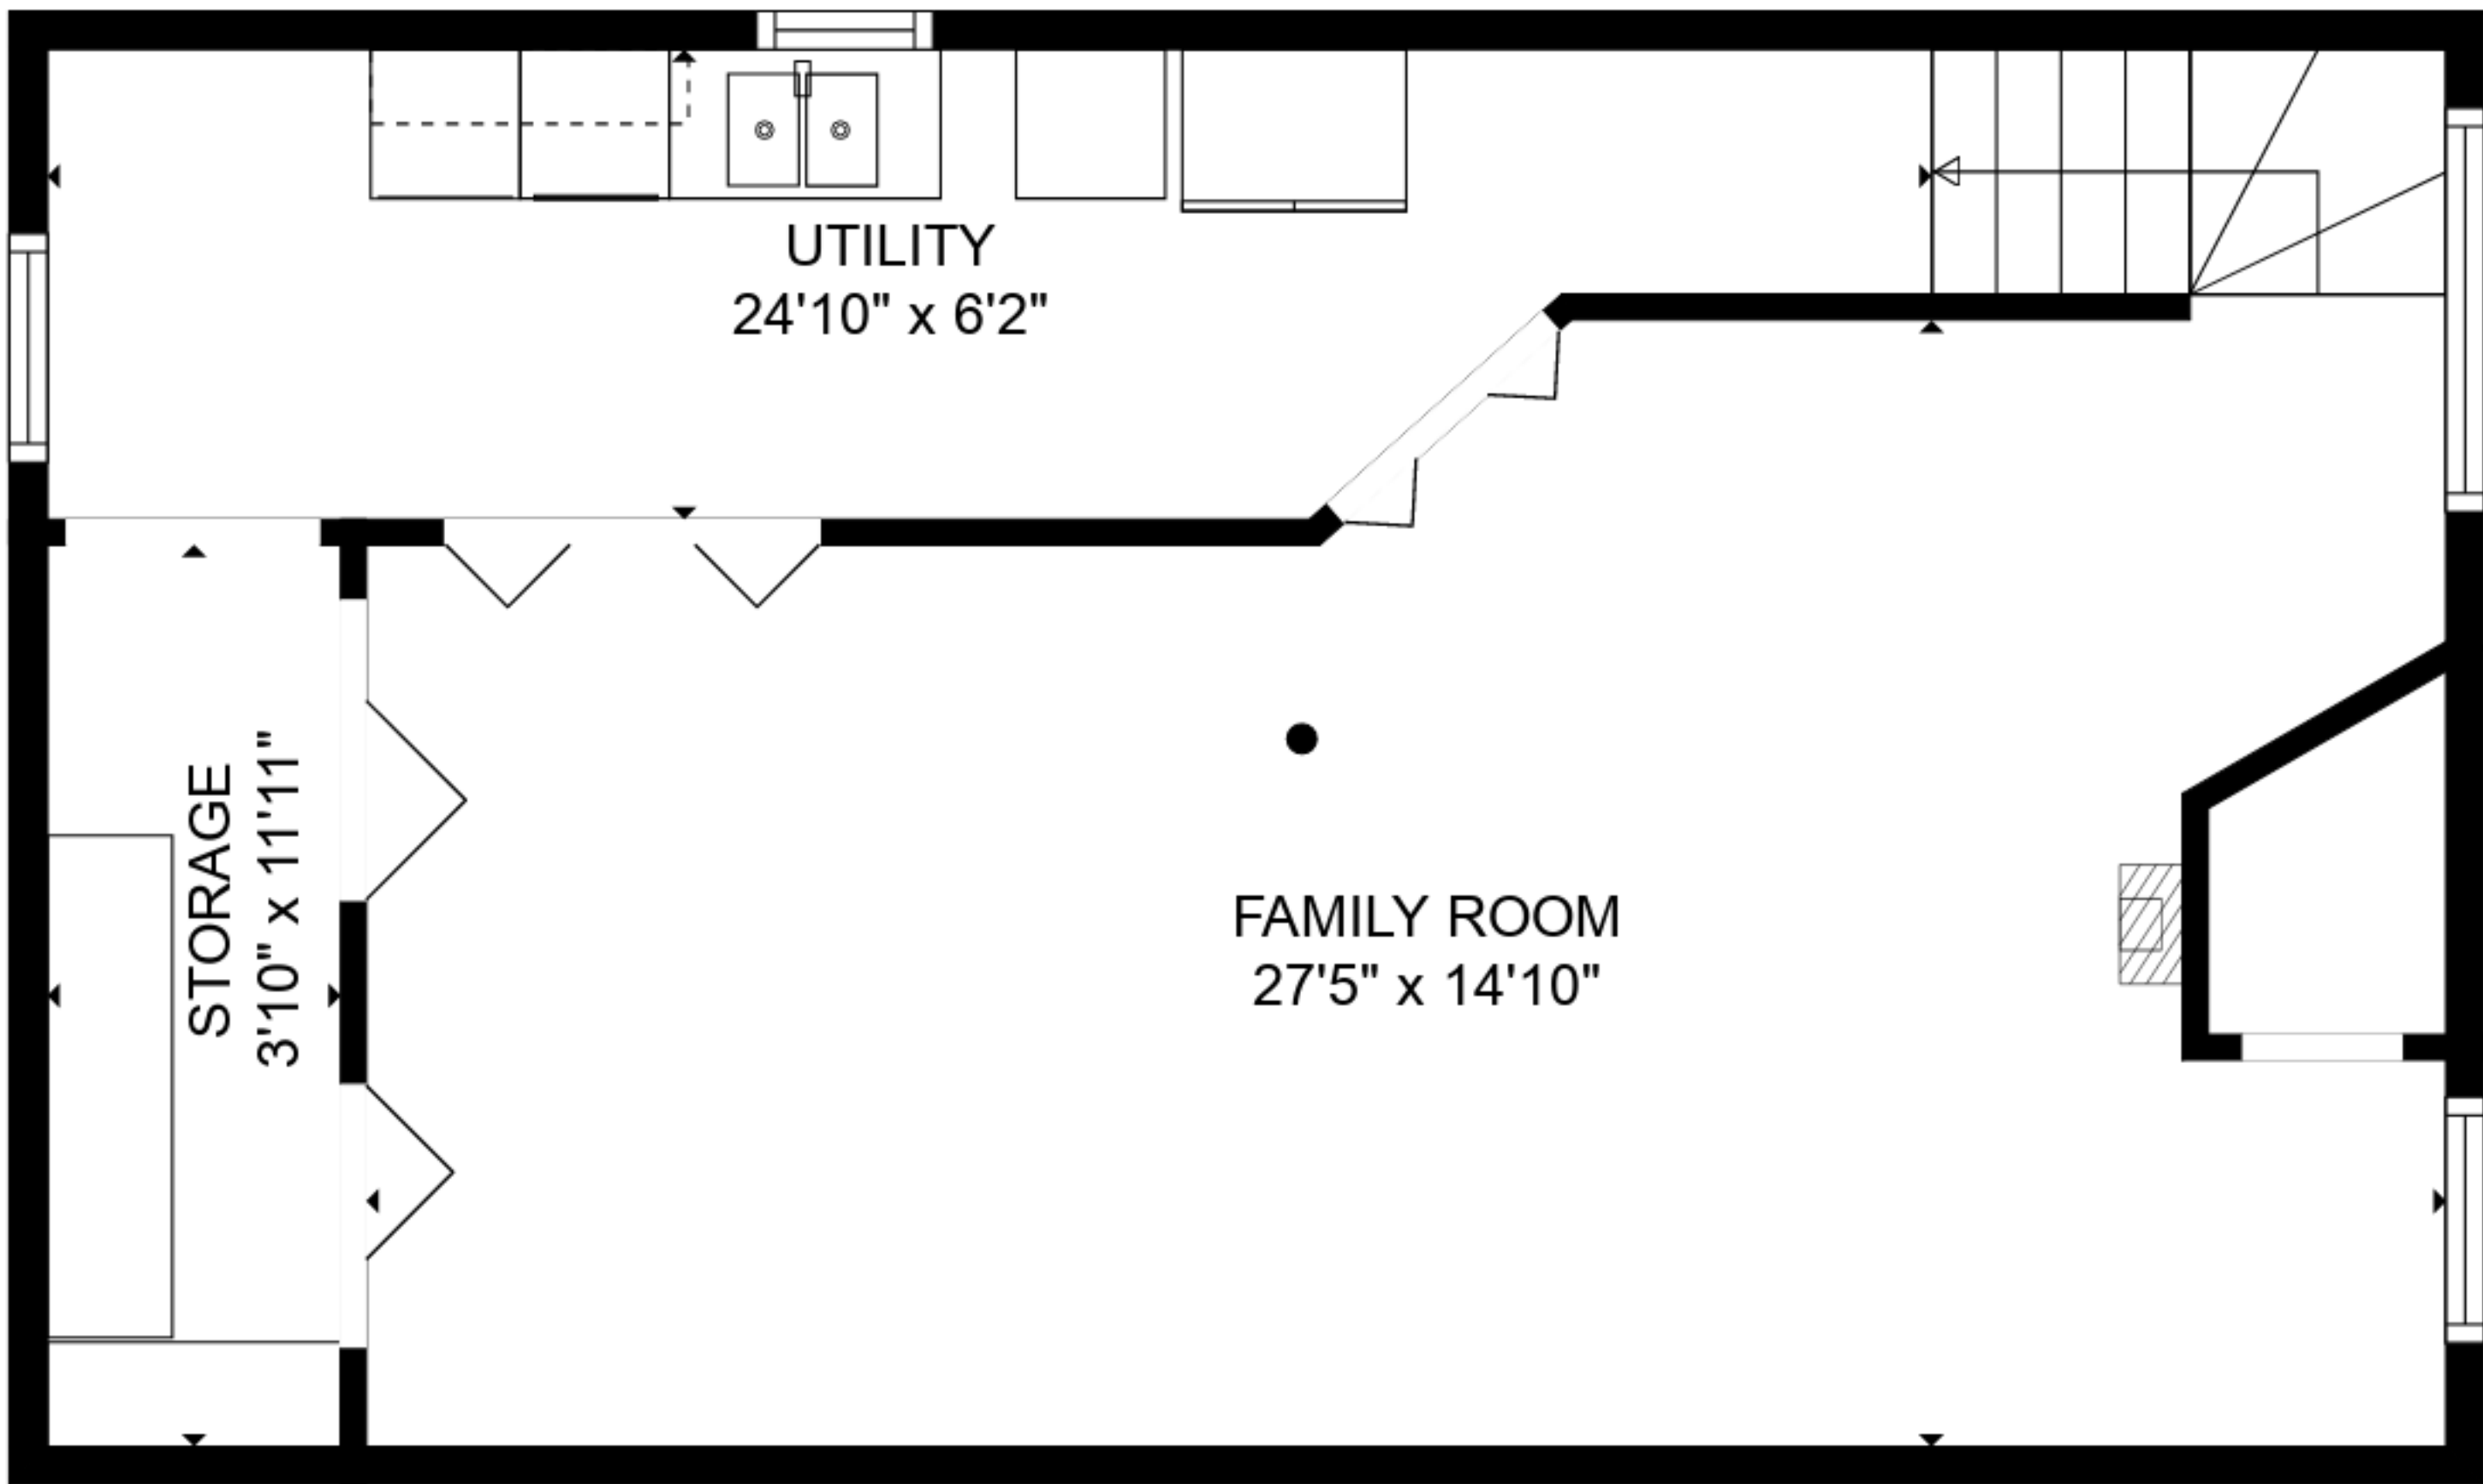 UTILITY
24'10" x 6'2"
STORAGE
3'10" x 11'11"
FAMILY ROOM
27'5" x 14'10"